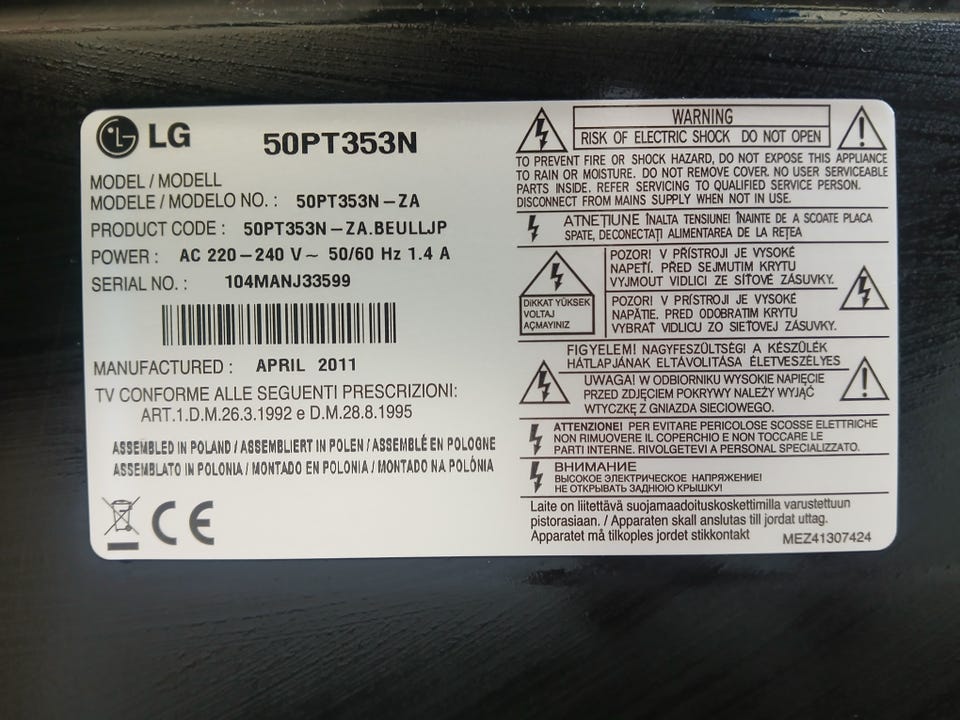 LG 50PT353N
MODEL / MODELL
MODELE / MODELO NO. : 50PT353N-ZA
PRODUCT CODE : 50PT353N-ZA.BEULLJP
POWER : AC 220-240 V~ 50/60 Hz 1.4 A
SERIAL NO. : 104MANJ33599
MANUFACTURED : APRIL 2011
TV CONFORME ALLE SEGUENTI PRESCRIZIONI:
ART.1.D.M.26.3.1992 e D.M.28.8.1995
ASSEMBLED IN POLAND / ASSEMBLIERT IN POLEN / ASSEMBLÉ EN POLOGNE
ASSEMBLATO IN POLONIA / MONTADO EN POLONIA / MONTADO NA POLÓNIA
CE
WARNING
RISK OF ELECTRIC SHOCK DO NOT OPEN
TO PREVENT FIRE OR SHOCK HAZARD, DO NOT EXPOSE THIS APPLIANCE
TO RAIN OR MOISTURE. DO NOT REMOVE COVER. NO USER SERVICEABLE
PARTS INSIDE. REFER SERVICING TO QUALIFIED SERVICE PERSON.
DISCONNECT FROM MAINS SUPPLY WHEN NOT IN USE.
ATNEŢIUNE ÎNALTA TENSIUNE! ÎNAINTE DE A SCOATE PLACA
SPATE, DECONECTAŢI ALIMENTAREA DE LA REŢEA
DIKKAT YÜKSEK
VOLTAJ
AÇMAYINIZ
POZOR! V PŘÍSTROJI JE VYSOKÉ
NAPETÍ. PŘED SEJMUTIM KRYTU
VYJMOUT VIDLICI ZE SÍŤOVÉ ZÁSUVKY.
POZOR! V PRÍSTROJI JE VYSOKÉ
NAPÄTIE. PRED ODOBRATIM KRYTU
VYBRAŤ VIDLICU ZO SIEŤOVEJ ZÁSUVKY.
FIGYELEM! NAGYFESZÜLTSÉG! A KÉSZÜLÉK
HÁTLAPJÁNAK ELTÁVOLÍTÁSA ÉLETVESZÉLYES
UWAGA! W ODBIORNIKU WYSOKIE NAPIĘCIE
PRZED ZDJĘCIEM POKRYWY NALEŻY WYJĄĆ
WTYCZKĘ Z GNIAZDA SIECIOWEGO.
ATTENZIONE! PER EVITARE PERICOLOSE SCOSSE ELETTRICHE
NON RIMUOVERE IL COPERCHIO E NON TOCCARE LE
PARTI INTERNE. RIVOLGETEVI A PERSONAL SPECIALIZZATO.
ВНИМАНИЕ
ВЫСОКОЕ ЭЛЕКТРИЧЕСКОЕ НАПРЯЖЕНИЕ!
НЕ ОТКРЫВАТЬ ЗАДНЮЮ КРЫШКУ!
Laite on liitettävä suojamaadoituskoskettimilla varustettuun
pistorasiaan. / Apparaten skall anslutas till jordat uttag.
Apparatet må tilkoples jordet stikkontakt
MEZ41307424